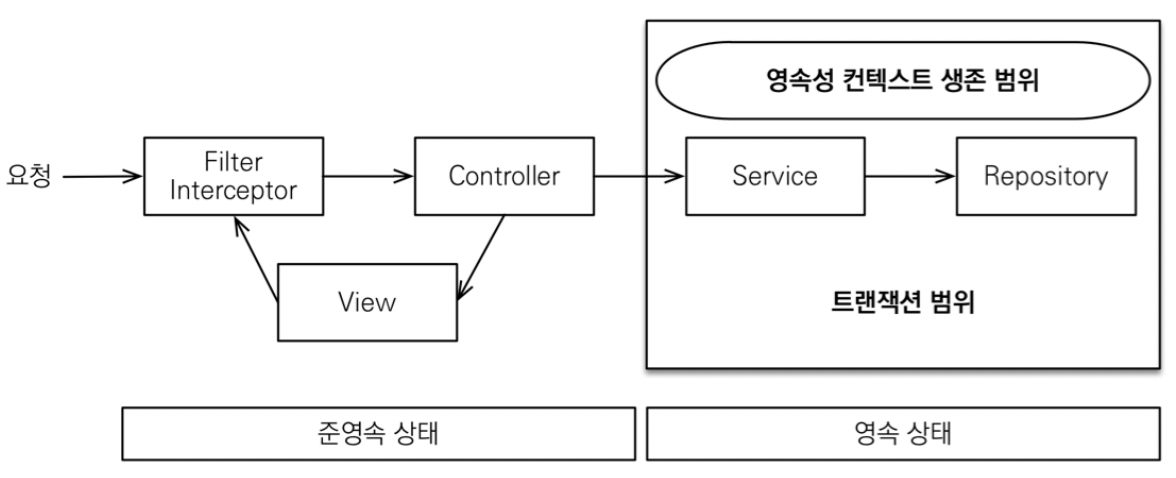 영속성 컨텍스트 생존 범위
요청
Filter
Interceptor
Controller
Service
Repository
View
트랜잭션 범위
준영속 상태
영속 상태